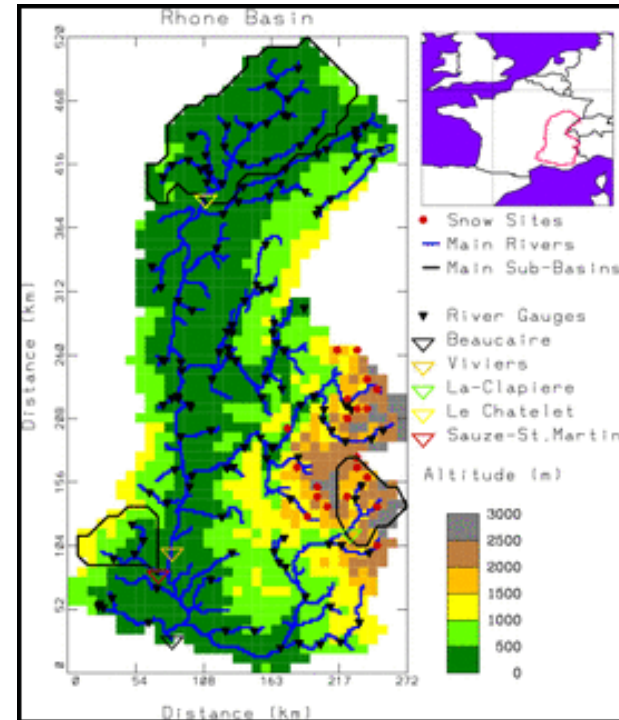 Rhone Basin
520
468
416
364
312
260
208
156
104
52
0
Distance (km)
0 54 108 163 217 272
Distance (km)
Snow Sites
Main Rivers
Main Sub-Basins
River Gauges
Beaucaire
Viviers
La-Clapiere
Le Chatelet
Sauze-St.Martin
Altitude (m)
3000
2500
2000
1500
1000
500
0